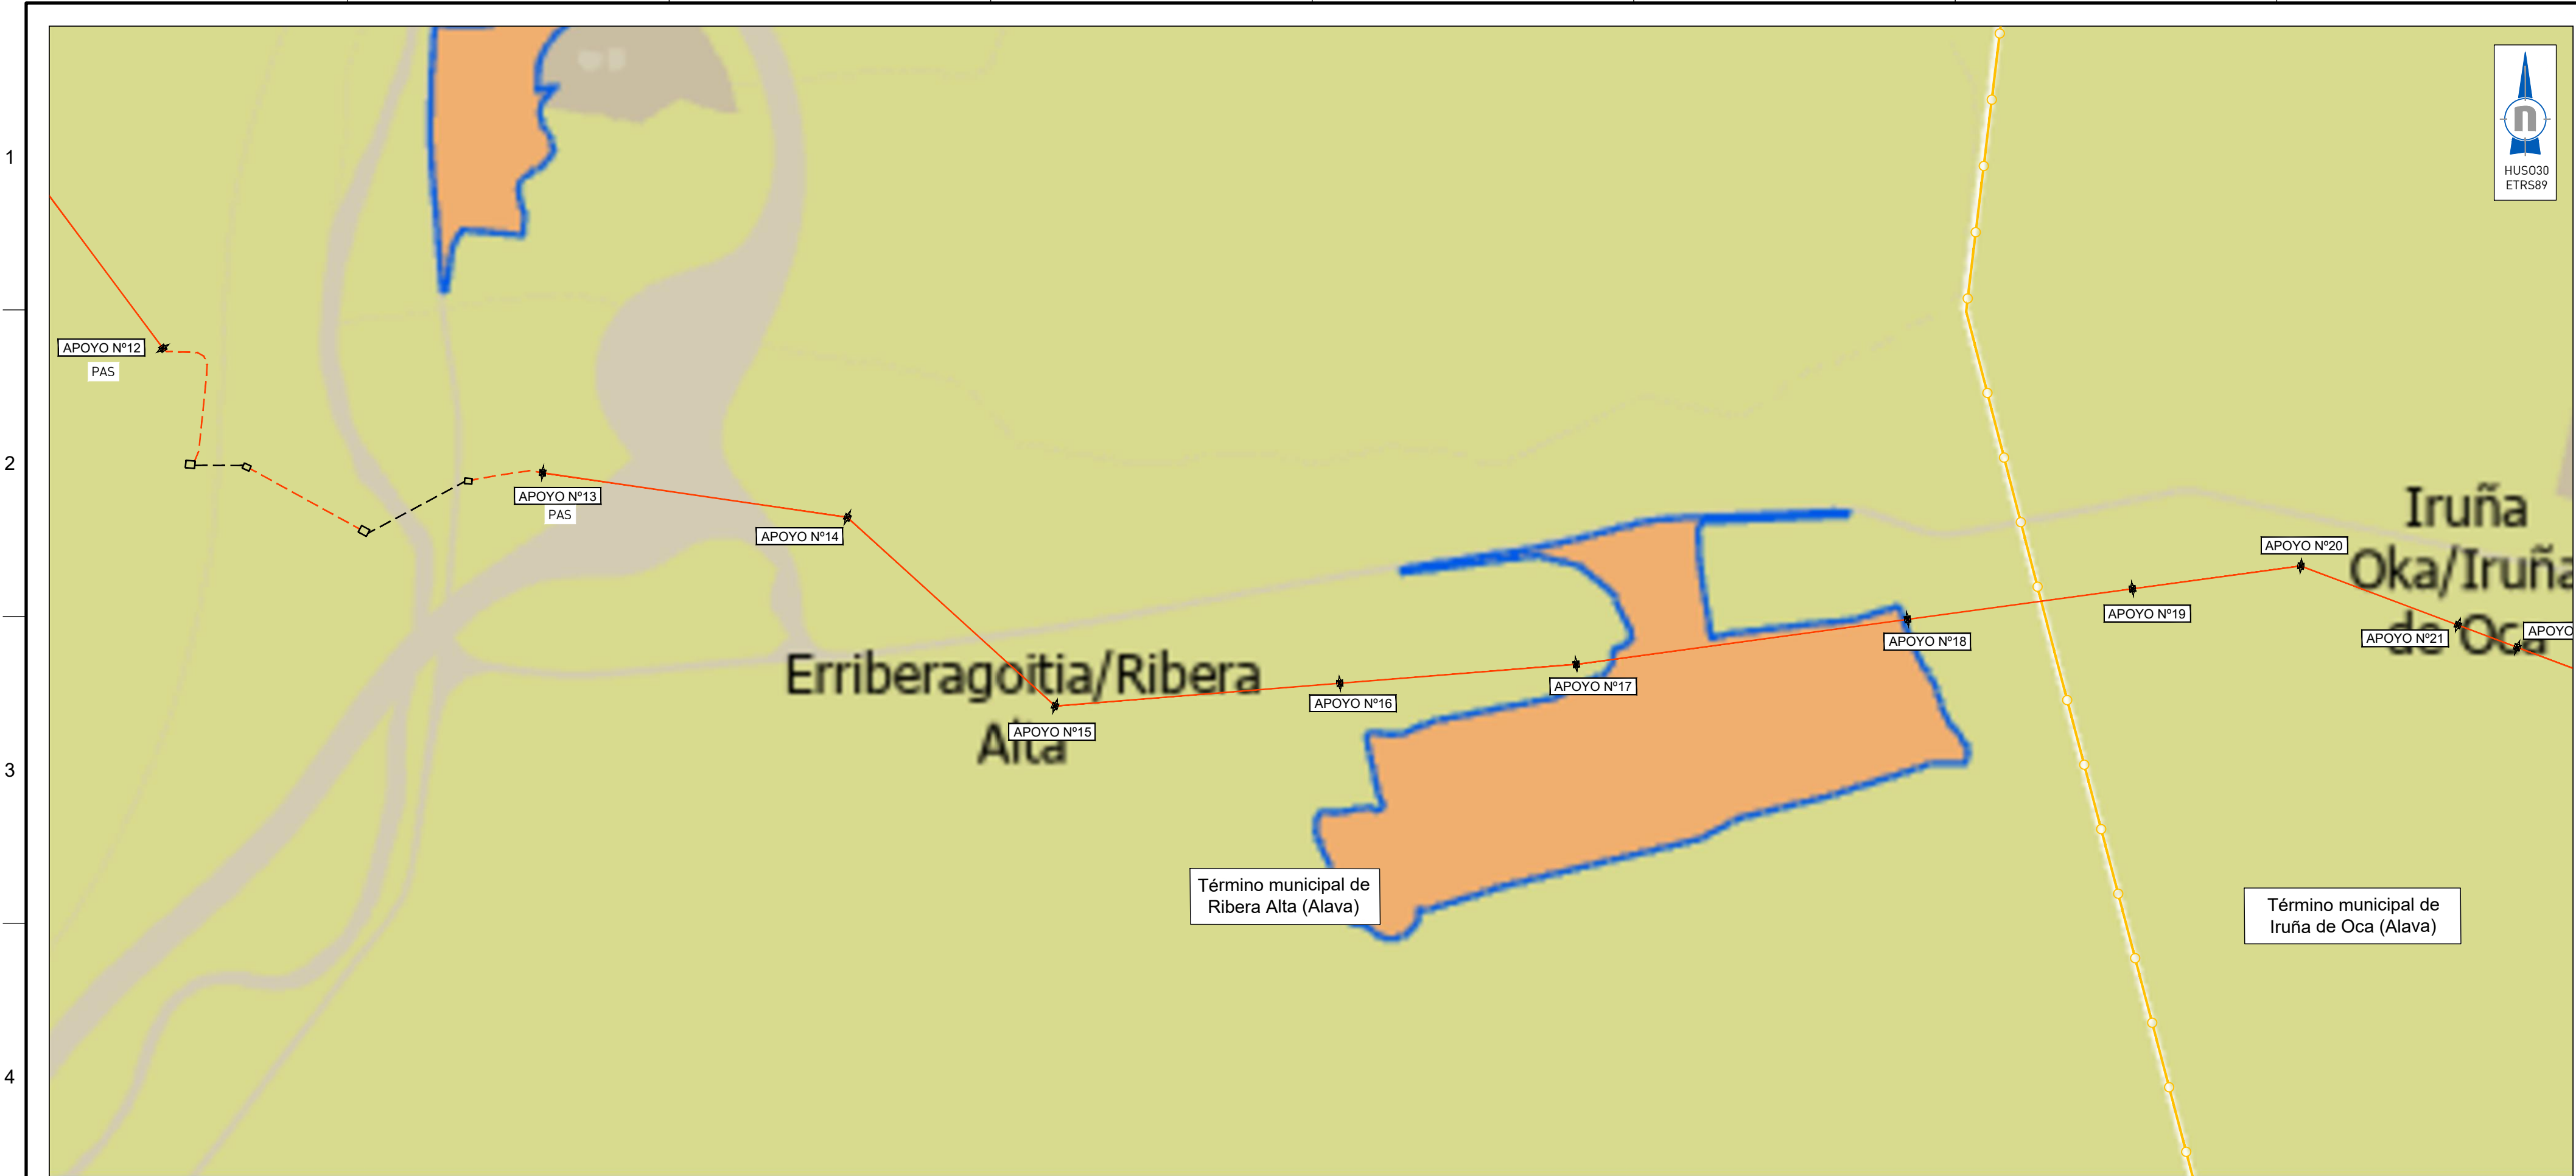 1
n
HUSO30
ETRS89
APOYO Nº12
PAS
2
APOYO Nº13
PAS
APOYO Nº14
Iruña
Oka/Iruña
de Oca
APOYO Nº20
APOYO Nº19
APOYO Nº21
APOYO
APOYO Nº18
Erriberagoitia/Ribera
Alta
APOYO Nº17
APOYO Nº16
APOYO Nº15
3
Término municipal de
Ribera Alta (Alava)
Término municipal de
Iruña de Oca (Alava)
4